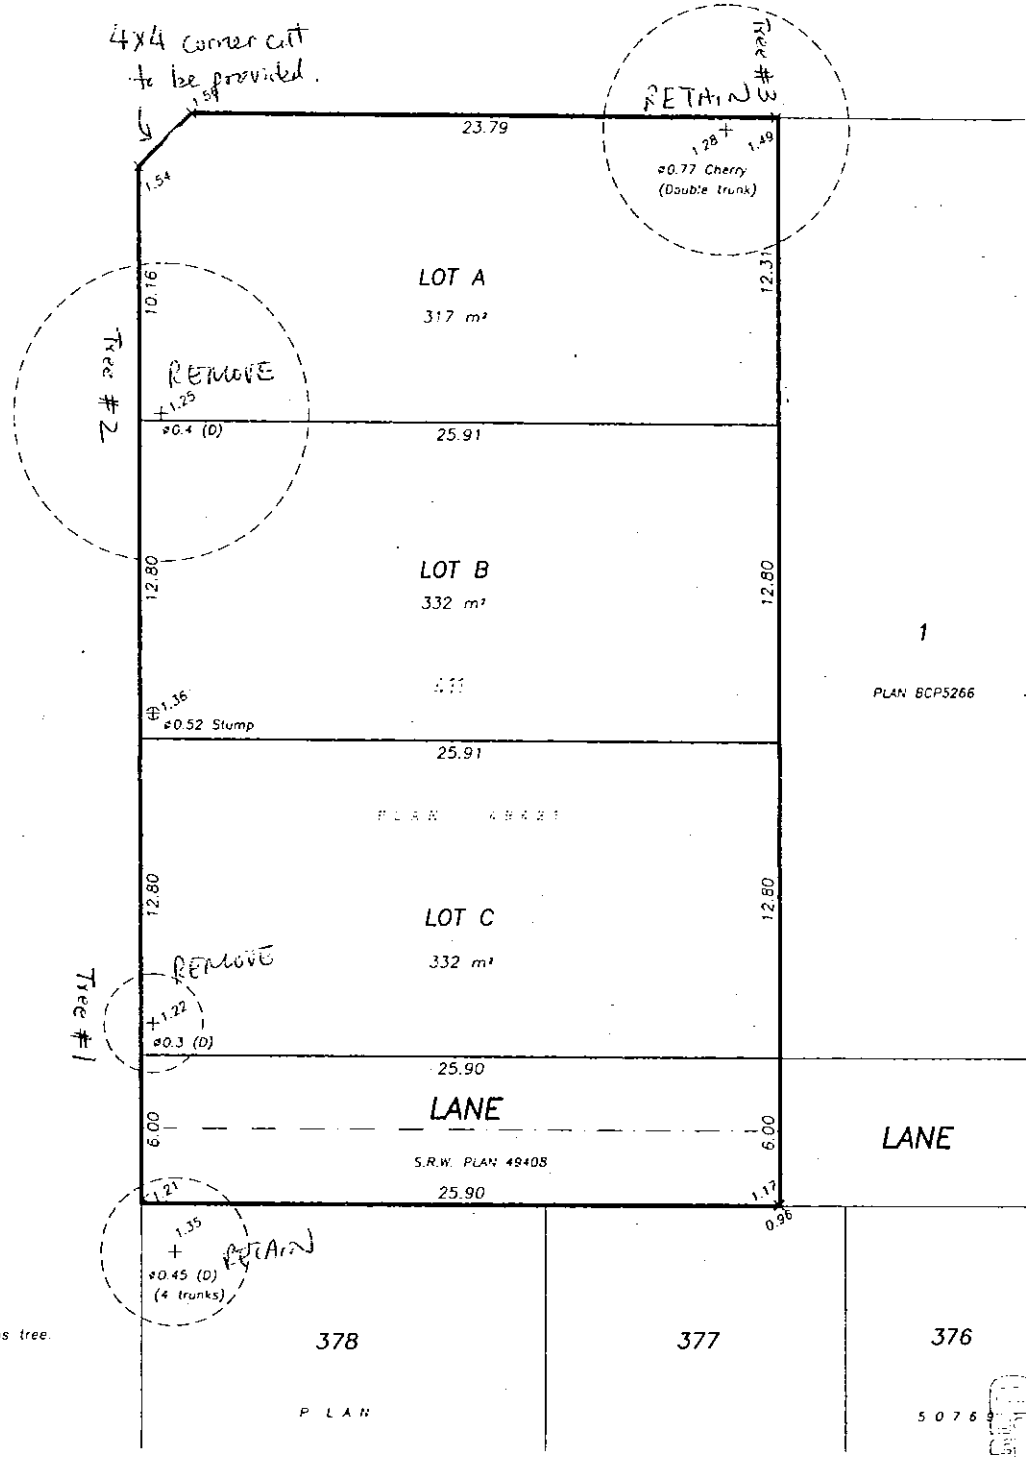 4x4 corner cut
to be provided.
1.54
10.16
Tree #3
RETAIN
23.79
1.28
1.49
ø0.77 Cherry
(Double trunk)
12.31
LOT A
317 m²
Tree #2
REMOVE
1.25
ø0.4 (D)
25.91
12.80
LOT B
332 m²
12.80
1
PLAN BCP5266
1.36
ø0.52 Stump
25.91
PLAN 49421
12.80
LOT C
332 m²
12.80
Tree #1
REMOVE
1.22
ø0.3 (D)
25.90
LANE
6.00
6.00
LANE
S.R.W. PLAN 49408
25.90
1.21
1.17
0.96
1.35
RETAIN
ø0.45 (D)
(4 trunks)
s tree.
378
377
376
PLAN
50769